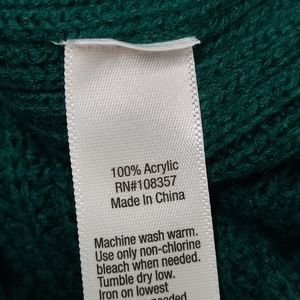 100% Acrylic
RN#108357
Made In China
Machine wash warm.
Use only non-chlorine
bleach when needed.
Tumble dry low.
Iron on lowest
needed